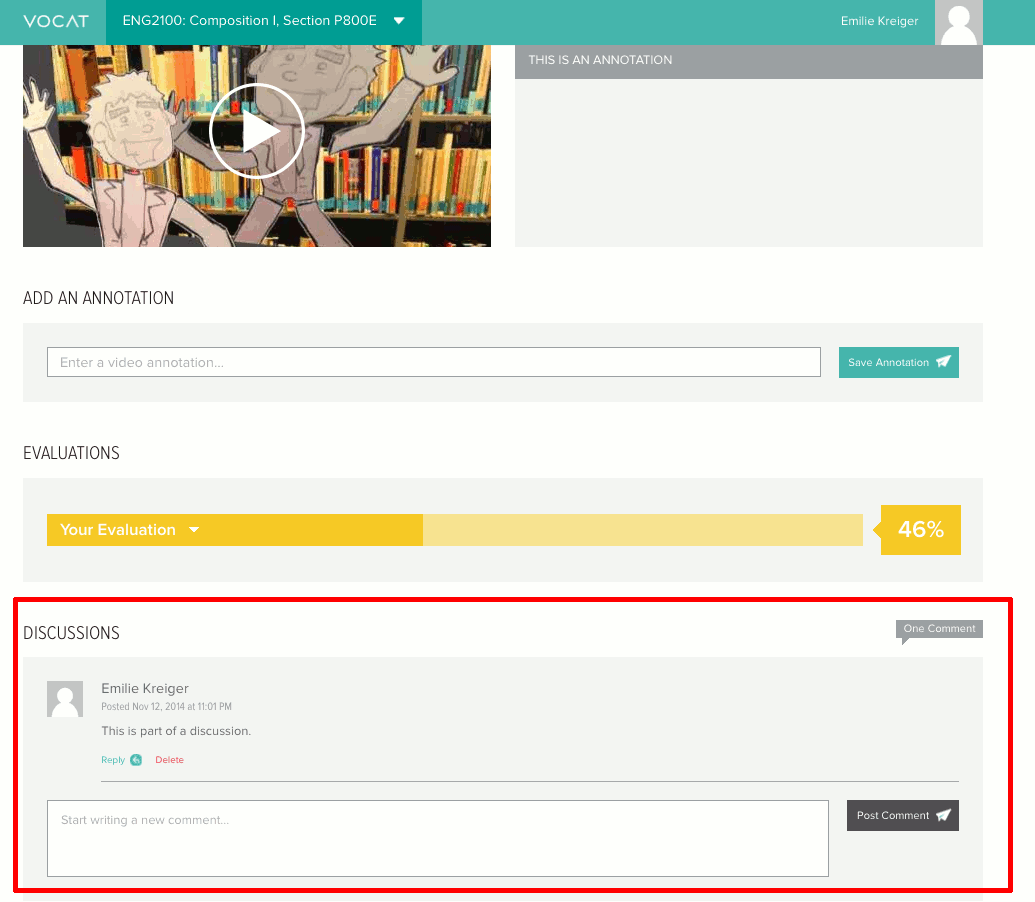 VOCAT
ENG2100: Composition I, Section P800E
Emilie Kreiger
THIS IS AN ANNOTATION
ADD AN ANNOTATION
Enter a video annotation...
Save Annotation
EVALUATIONS
Your Evaluation
46%
DISCUSSIONS
One Comment
Emilie Kreiger
Posted Nov 12, 2014 at 11:01 PM
This is part of a discussion.
Reply Delete
Start writing a new comment...
Post Comment